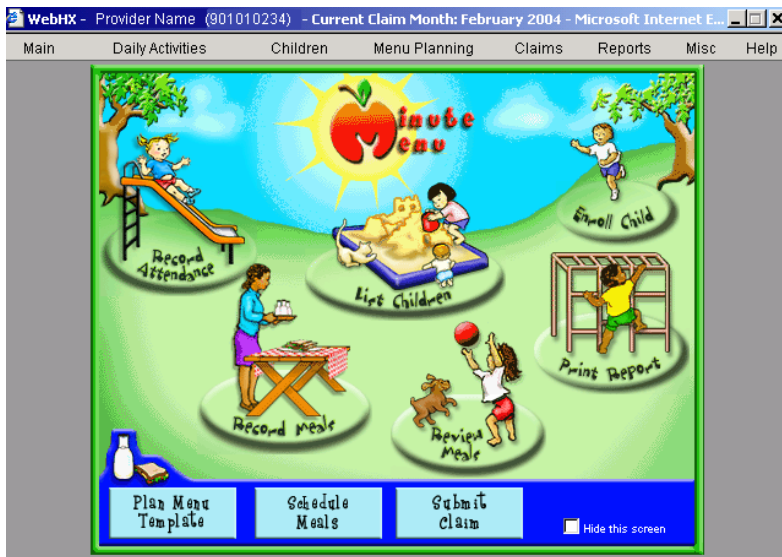 WebHX - Provider Name (901010234) - Current Claim Month: February 2004 - Microsoft Internet E...
Main Daily Activities Children Menu Planning Claims Reports Misc Help
Minute
Menu
Enroll Child
Record
Attendance
List Children
Print Report
Record Meals
Review
Meals
Plan Menu
Template
Schedule
Meals
Submit
Claim
Hide this screen